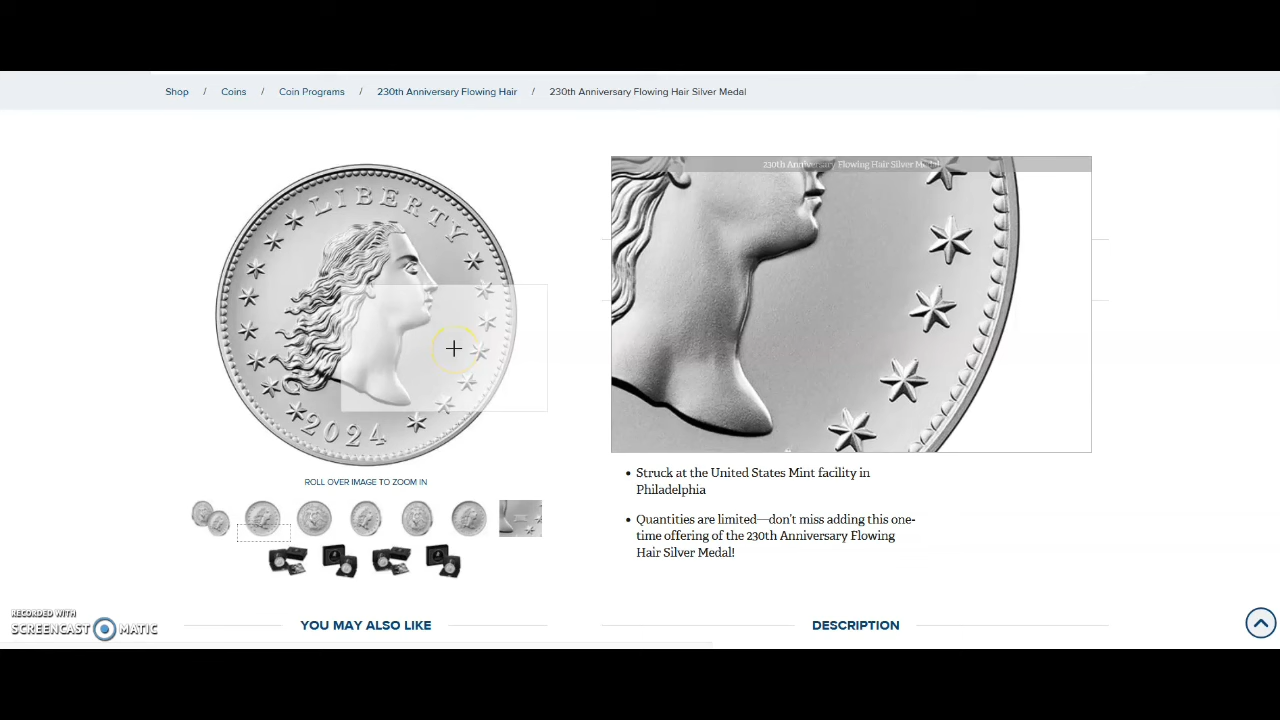 Shop / Coins / Coin Programs / 230th Anniversary Flowing Hair / 230th Anniversary Flowing Hair Silver Medal
LIBERTY
2024
ROLL OVER IMAGE TO ZOOM IN
230th Anniversary Flowing Hair Silver Medal
• Struck at the United States Mint facility in
Philadelphia
• Quantities are limited—don't miss adding this one-
time offering of the 230th Anniversary Flowing
Hair Silver Medal!
RECORDED WITH
SCREENCAST MATIC
YOU MAY ALSO LIKE
DESCRIPTION